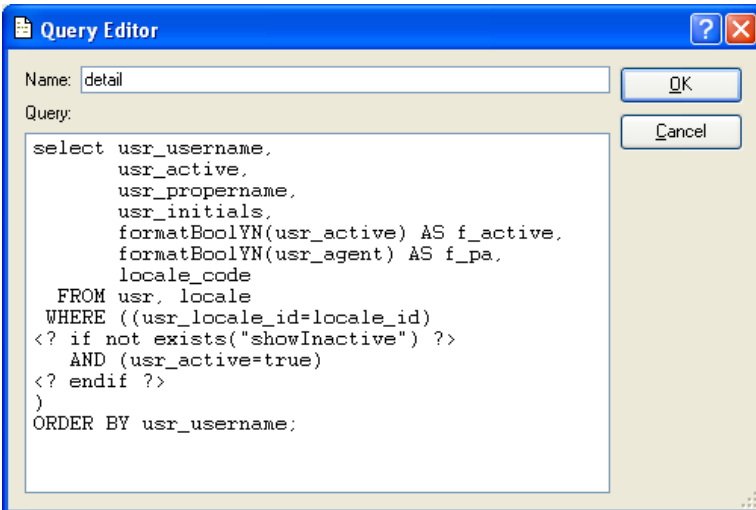 Query Editor
Name: detail
OK
Query:
Cancel
select usr_username,
       usr_active,
       usr_propername,
       usr_initials,
       formatBoolYN(usr_active) AS f_active,
       formatBoolYN(usr_agent) AS f_pa,
       locale_code
  FROM usr, locale
 WHERE ((usr_locale_id=locale_id)
<? if not exists("showInactive") ?>
   AND (usr_active=true)
<? endif ?>
)
ORDER BY usr_username;